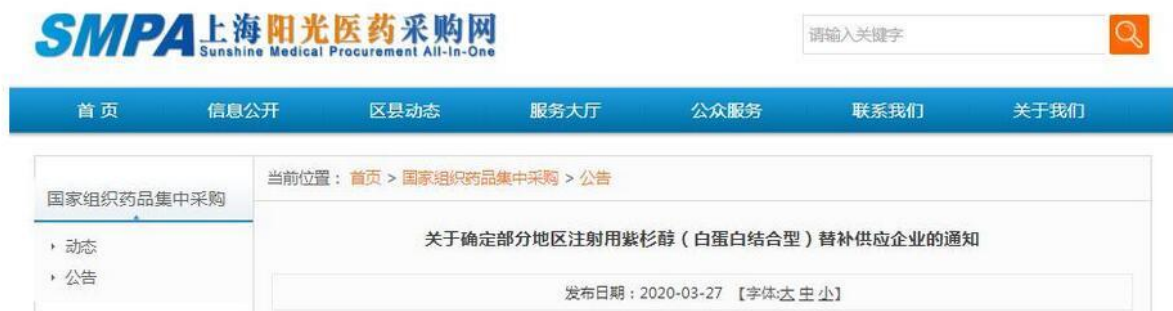 SMPA上海阳光医药采购网
Sunshine Medical Procurement All-In-One
请输入关键字
首页 信息公开 区县动态 服务大厅 公众服务 联系我们 关于我们
当前位置：首页 > 国家组织药品集中采购 > 公告
国家组织药品集中采购
关于确定部分地区注射用紫杉醇（白蛋白结合型）替补供应企业的通知
动态
公告
发布日期：2020-03-27 【字体:大 中 小】